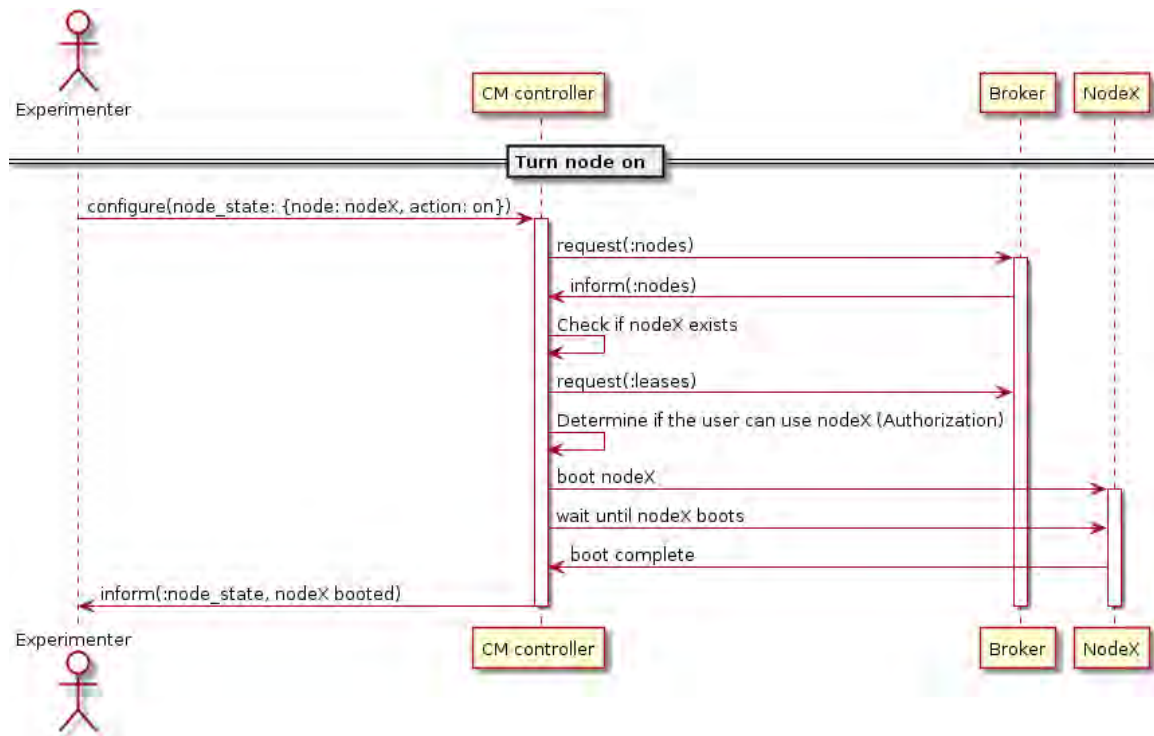 Experimenter
CM controller
Broker
NodeX
Turn node on
configure(node_state: {node: nodeX, action: on})
request(:nodes)
inform(:nodes)
Check if nodeX exists
request(:leases)
Determine if the user can use nodeX (Authorization)
boot nodeX
wait until nodeX boots
boot complete
inform(:node_state, nodeX booted)
Experimenter
CM controller
Broker
NodeX